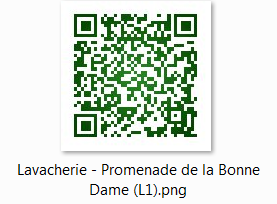 Lavacherie - Promenade de la Bonne
Dame (L1).png